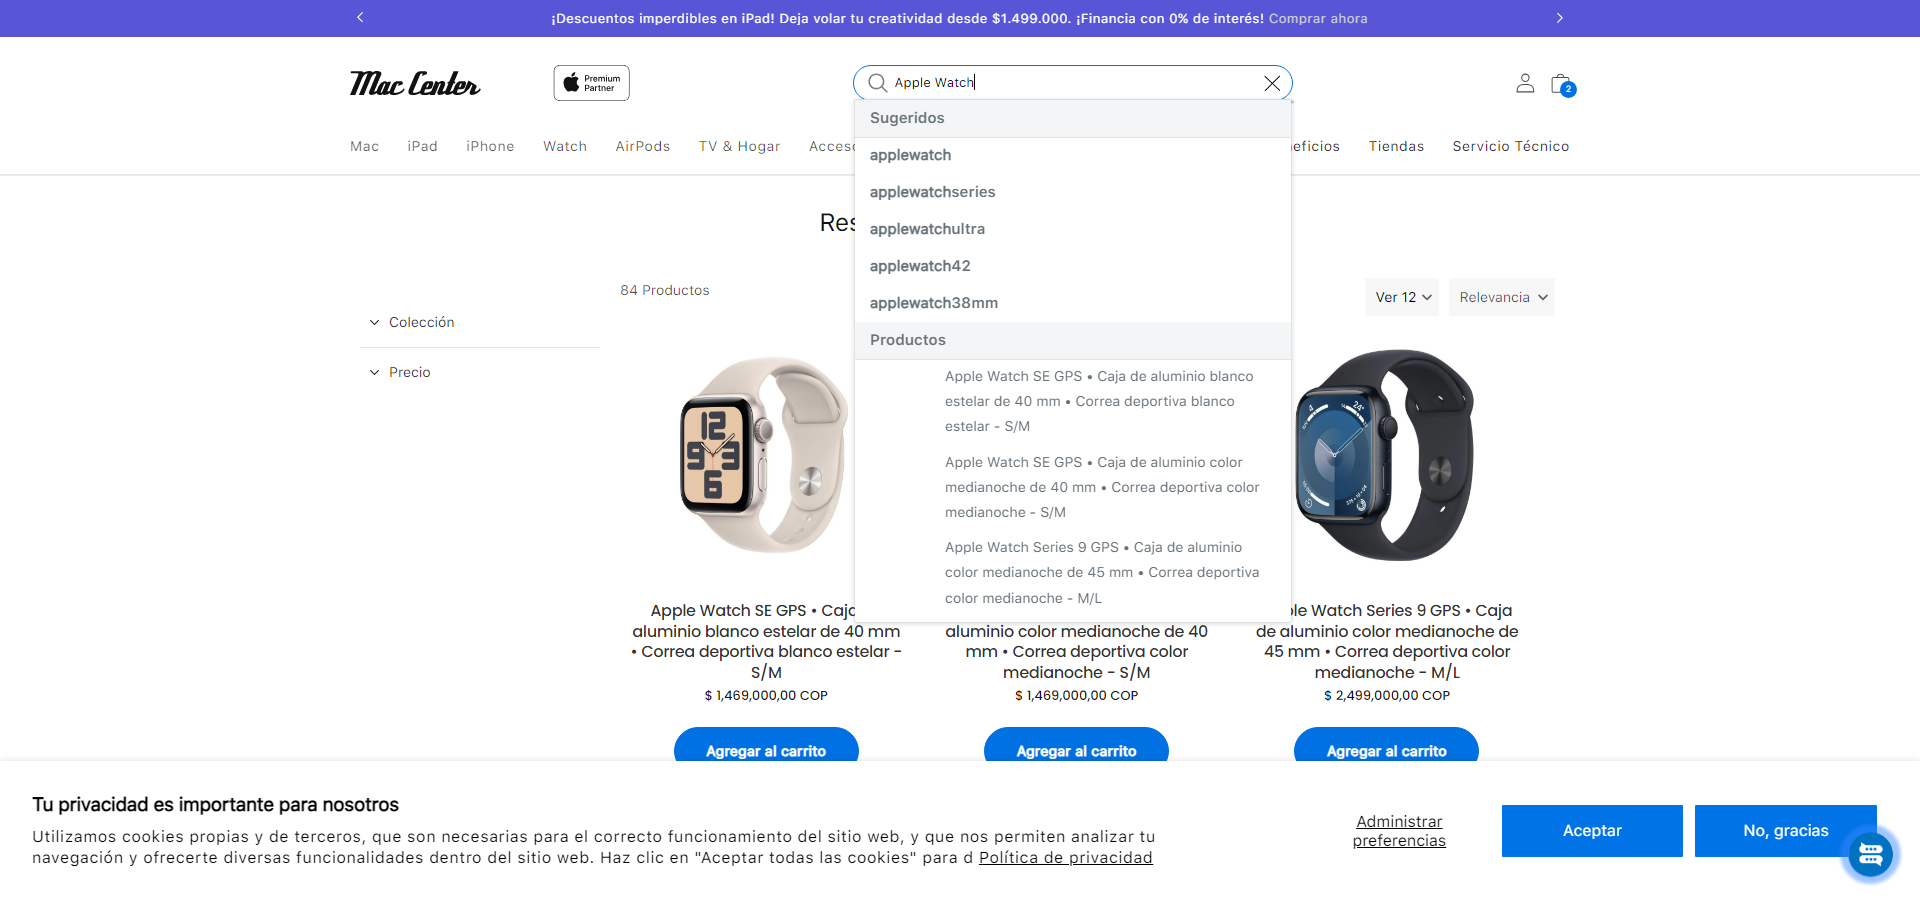 ¡Descuentos imperdibles en iPad! Deja volar tu creatividad desde $1.499.000. ¡Financia con 0% de interés! Comprar ahora
Mac Center
Premium
Partner
Apple Watch
2
Mac iPad iPhone Watch AirPods TV & Hogar Tiendas Servicio Técnico
Sugeridos
applewatch
applewatchseries
applewatchultra
applewatch42
applewatch38mm
Productos
Apple Watch SE GPS • Caja de aluminio blanco
estelar de 40 mm • Correa deportiva blanco
estelar - S/M
Apple Watch SE GPS • Caja de aluminio color
medianoche de 40 mm • Correa deportiva color
medianoche - S/M
Apple Watch Series 9 GPS • Caja de aluminio
color medianoche de 45 mm • Correa deportiva
color medianoche - M/L
84 Productos
Ver 12
Relevancia
Colección
Precio
Apple Watch SE GPS • Caja
aluminio blanco estelar de 40 mm
• Correa deportiva blanco estelar -
S/M
$ 1,469,000,00 COP
Agregar al carrito
aluminio color medianoche de 40
mm • Correa deportiva color
medianoche - S/M
$ 1,469,000,00 COP
Agregar al carrito
Watch Series 9 GPS • Caja
de aluminio color medianoche de
45 mm • Correa deportiva color
medianoche - M/L
$ 2,499,000,00 COP
Agregar al carrito
Tu privacidad es importante para nosotros
Utilizamos cookies propias y de terceros, que son necesarias para el correcto funcionamiento del sitio web, y que nos permiten analizar tu
navegación y ofrecerte diversas funcionalidades dentro del sitio web. Haz clic en "Aceptar todas las cookies" para d Política de privacidad
Administrar
preferencias
Aceptar
No, gracias